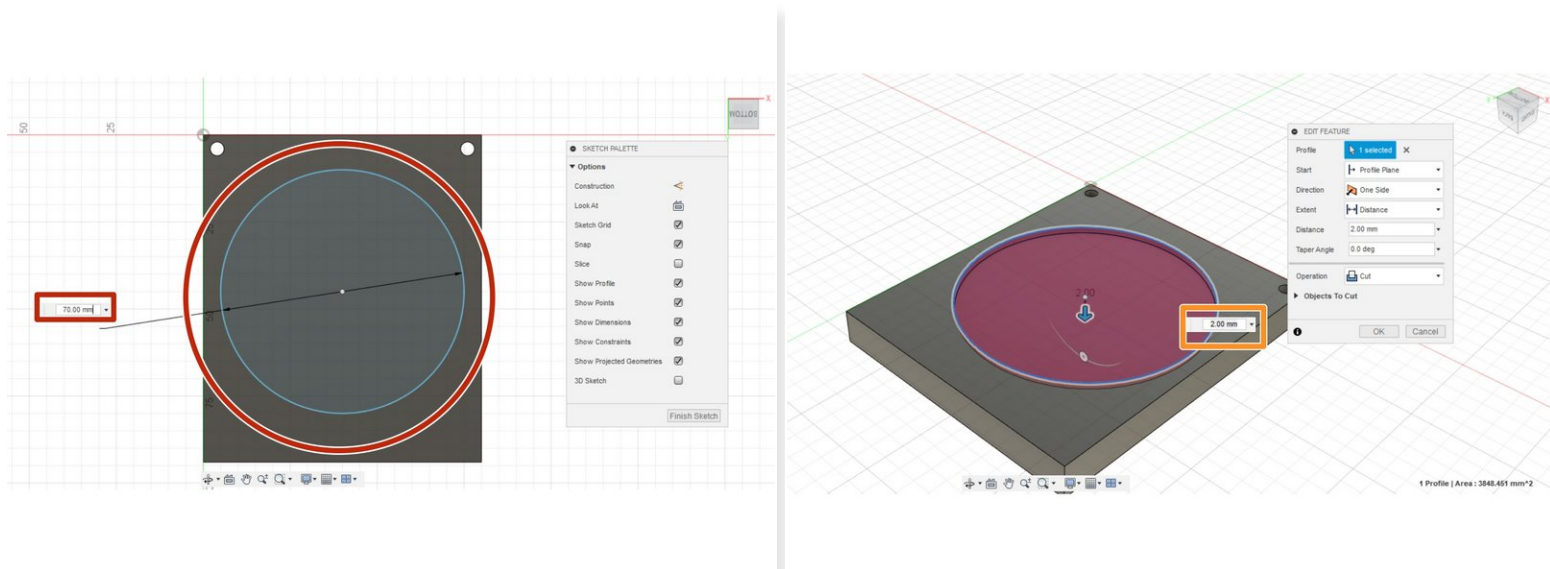 50
25
BOTTOM
X
SKETCH PALETTE
Options
Construction
Look At
Sketch Grid
Snap
Slice
Show Profile
Show Points
Show Dimensions
Show Constraints
Show Projected Geometries
3D Sketch
Finish Sketch
70.00 mm
75
EDIT FEATURE
Profile 1 selected
Start Profile Plane
Direction One Side
Extent Distance
Distance 2.00 mm
Taper Angle 0.0 deg
Operation Cut
Objects To Cut
OK Cancel
2.00
2.00 mm
1 Profile | Area : 3848.451 mm^2